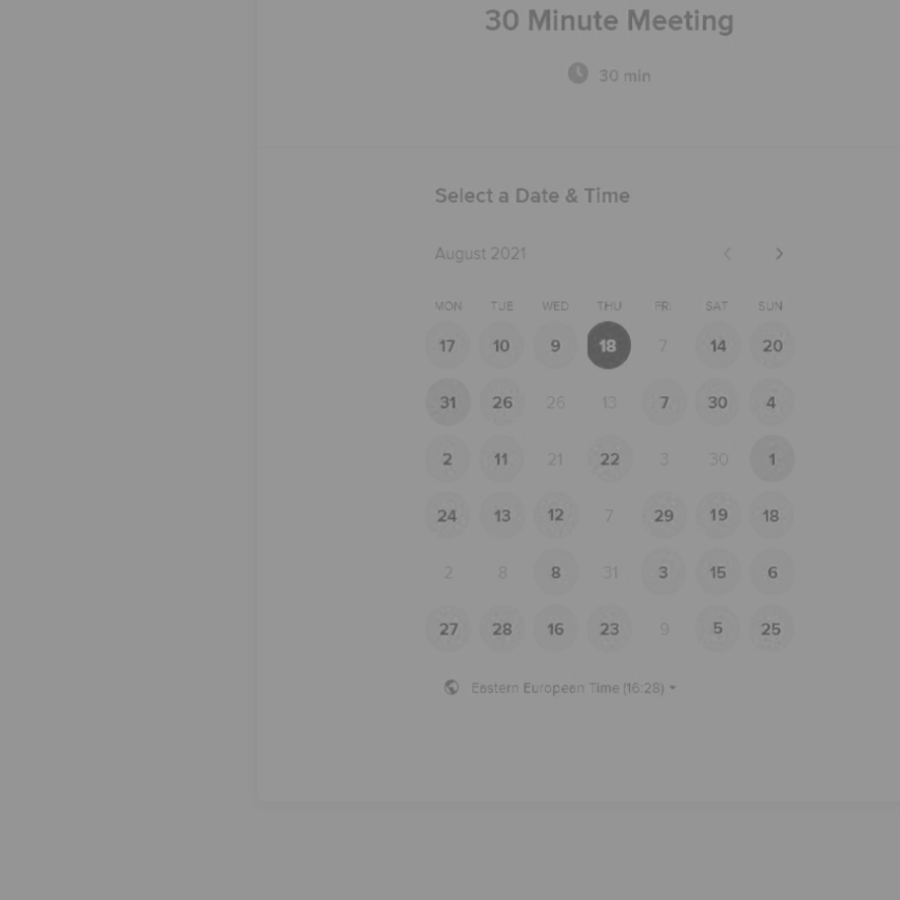 30 Minute Meeting
30 min
Select a Date & Time
August 2021
MON TUE WED THU FRI SAT SUN
17 10 9 18 7 14 20
31 26 26 13 7 30 4
2 11 21 22 3 30 1
24 13 12 7 29 19 18
2 8 8 31 3 15 6
27 28 16 23 9 5 25
Eastern European Time (16:28)